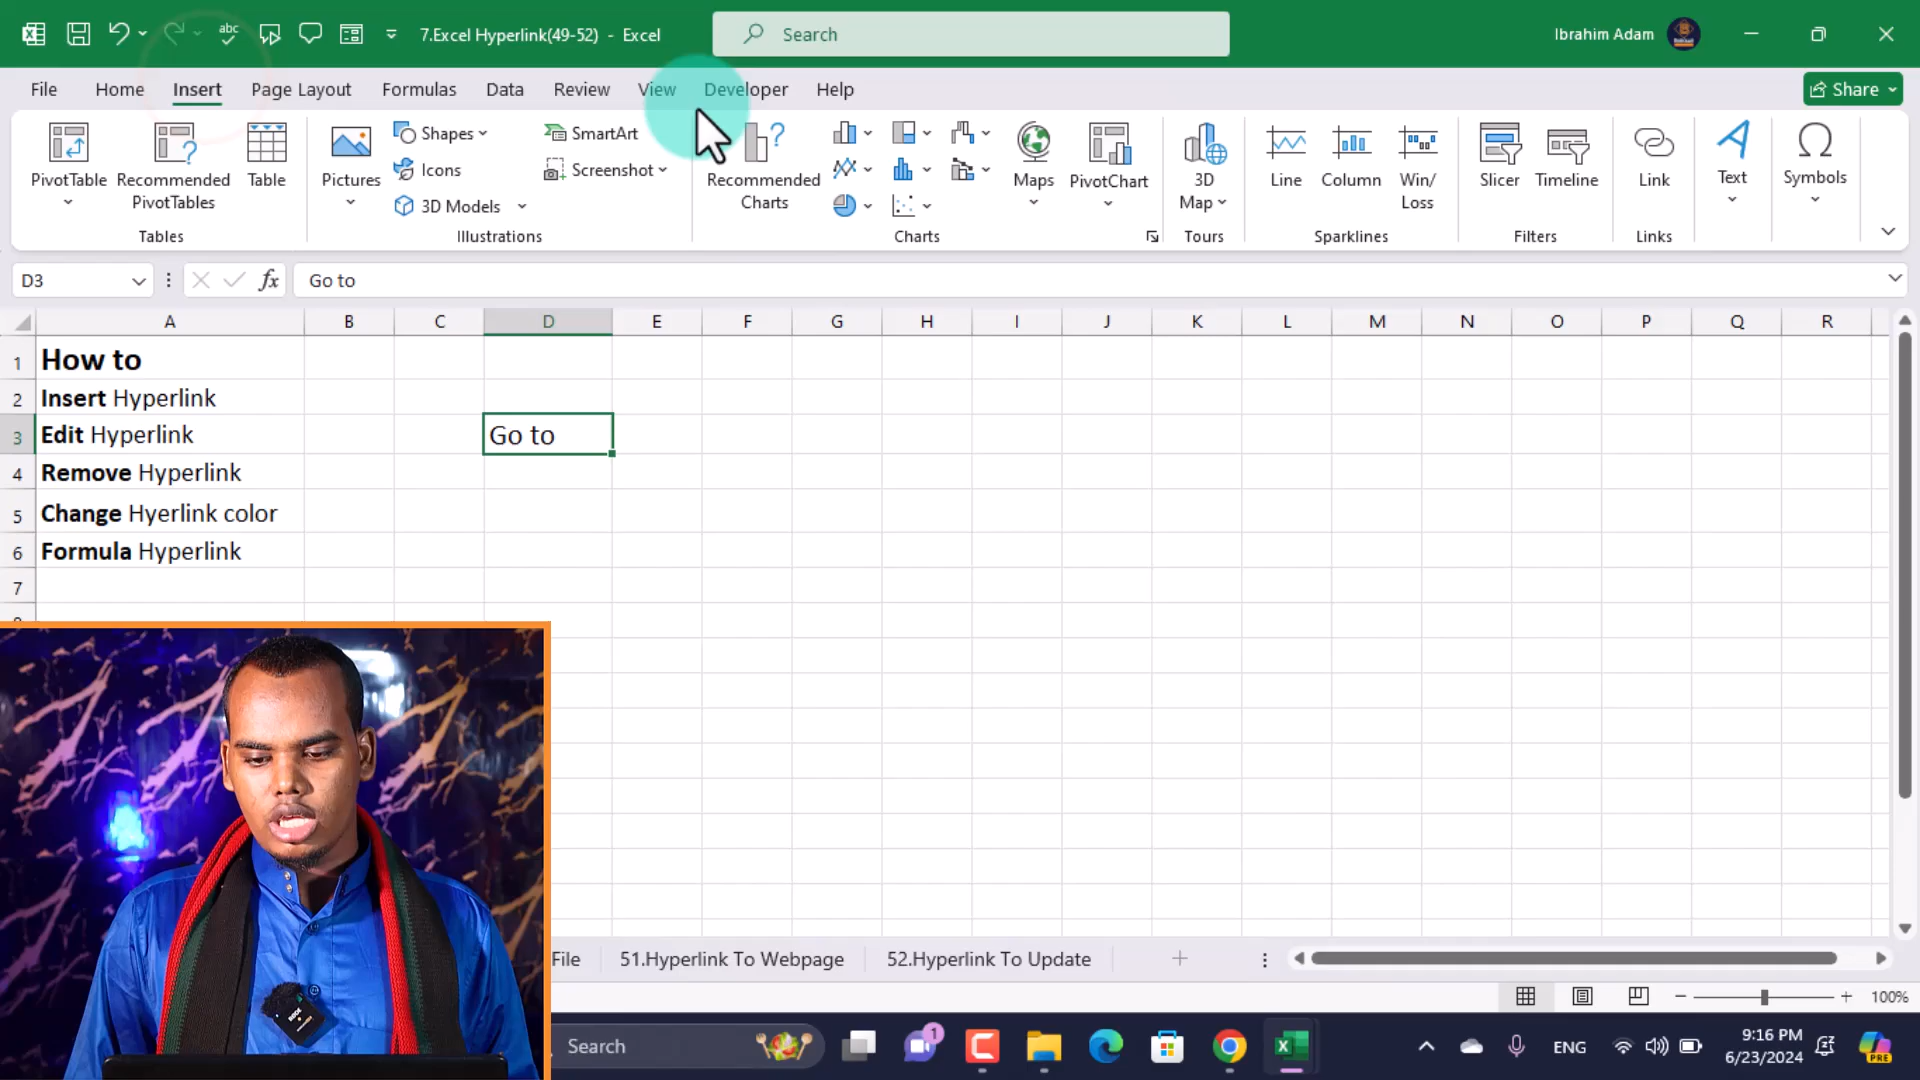 abc
7.Excel Hyperlink(49-52) - Excel
Search
Ibrahim Adam
File Home Insert Page Layout Formulas Data Review View Developer Help
Share
PivotTable
Recommended PivotTables
Table
Tables
Pictures
Shapes
Icons
3D Models
SmartArt
Screenshot
Illustrations
Recommended Charts
Maps
PivotChart
Charts
3D Map
Tours
Line
Column
Win/ Loss
Sparklines
Slicer
Timeline
Filters
Link
Links
Text
Symbols
D3
fx
Go to
A B C D E F G H I J K L M N O P Q R
1 How to
2 Insert Hyperlink
3 Edit Hyperlink Go to
4 Remove Hyperlink
5 Change Hyerlink color
6 Formula Hyperlink
7
File 51.Hyperlink To Webpage 52.Hyperlink To Update
100%
Search
1
ENG
9:16 PM
6/23/2024
PRE